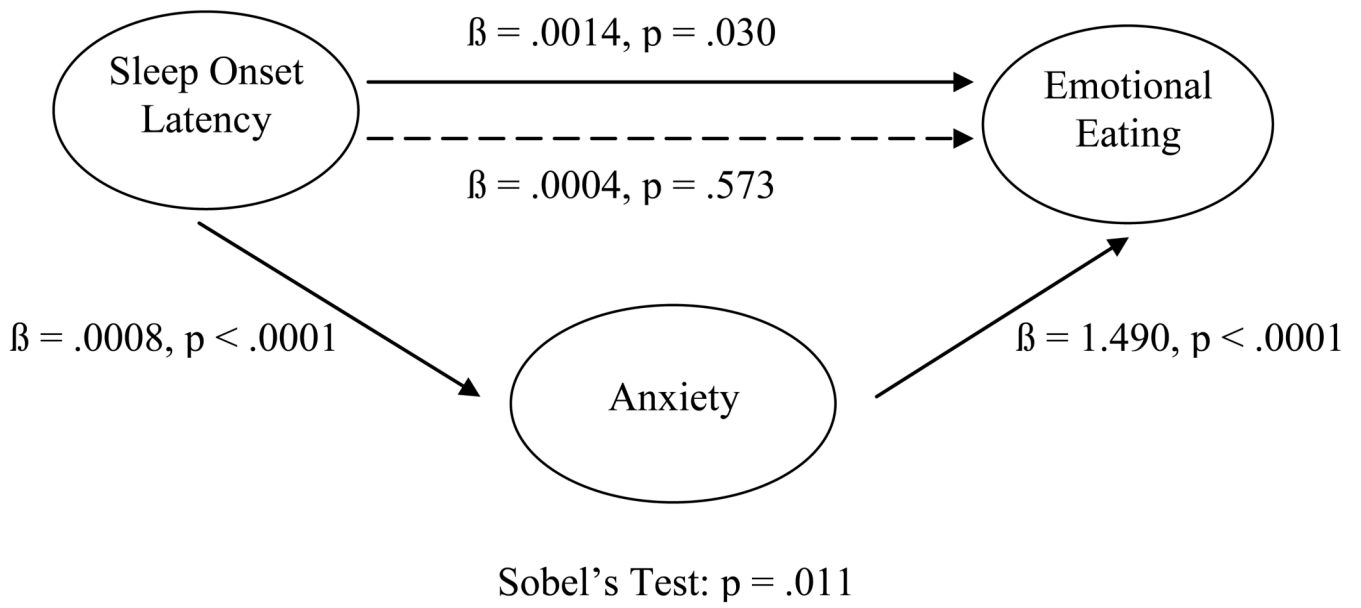 ß = .0014, p = .030
Sleep Onset
Latency
Emotional
Eating
ß = .0004, p = .573
ß = .0008, p < .0001
ß = 1.490, p < .0001
Anxiety
Sobel’s Test: p = .011